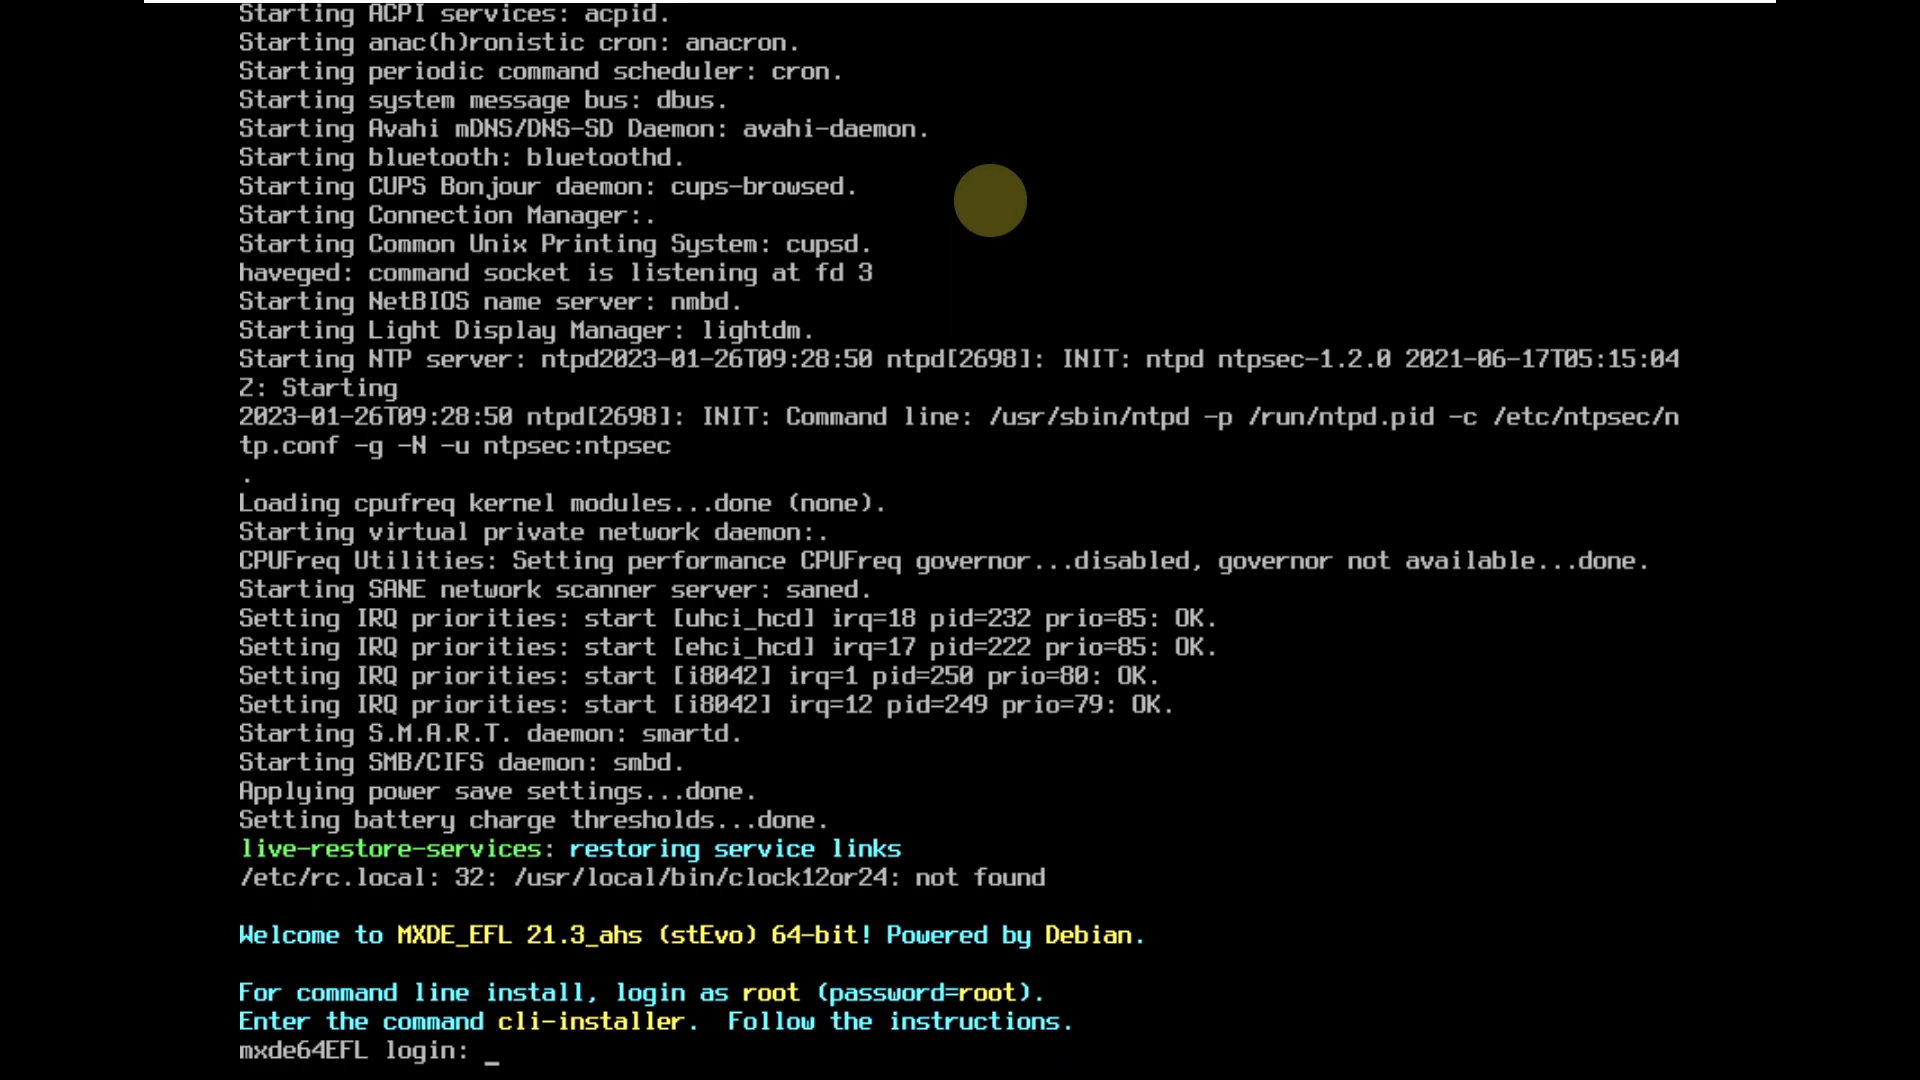 Starting ACPI services: acpid.
Starting anac(h)ronistic cron: anacron.
Starting periodic command scheduler: cron.
Starting system message bus: dbus.
Starting Avahi mDNS/DNS-SD Daemon: avahi-daemon.
Starting bluetooth: bluetoothd.
Starting CUPS Bonjour daemon: cups-browsed.
Starting Connection Manager:.
Starting Common Unix Printing System: cupsd.
haveged: command socket is listening at fd 3
Starting NetBIOS name server: nmbd.
Starting Light Display Manager: lightdm.
Starting NTP server: ntpd2023-01-26T09:28:50 ntpd[2698]: INIT: ntpd ntpsec-1.2.0 2021-06-17T05:15:04
Z: Starting
2023-01-26T09:28:50 ntpd[2698]: INIT: Command line: /usr/sbin/ntpd -p /run/ntpd.pid -c /etc/ntpsec/n
tp.conf -g -N -u ntpsec:ntpsec
.
Loading cpufreq kernel modules...done (none).
Starting virtual private network daemon:.
CPUFreq Utilities: Setting performance CPUFreq governor...disabled, governor not available...done.
Starting SANE network scanner server: saned.
Setting IRQ priorities: start [uhci_hcd] irq=18 pid=232 prio=85: OK.
Setting IRQ priorities: start [ehci_hcd] irq=17 pid=222 prio=85: OK.
Setting IRQ priorities: start [i8042] irq=1 pid=250 prio=80: OK.
Setting IRQ priorities: start [i8042] irq=12 pid=249 prio=79: OK.
Starting S.M.A.R.T. daemon: smartd.
Starting SMB/CIFS daemon: smbd.
Applying power save settings...done.
Setting battery charge thresholds...done.
live-restore-services: restoring service links
/etc/rc.local: 32: /usr/local/bin/clock12or24: not found
Welcome to MXDE_EFL 21.3_ahs (stEvo) 64-bit! Powered by Debian.
For command line install, login as root (password=root).
Enter the command cli-installer.  Follow the instructions.
mxde64EFL login: _